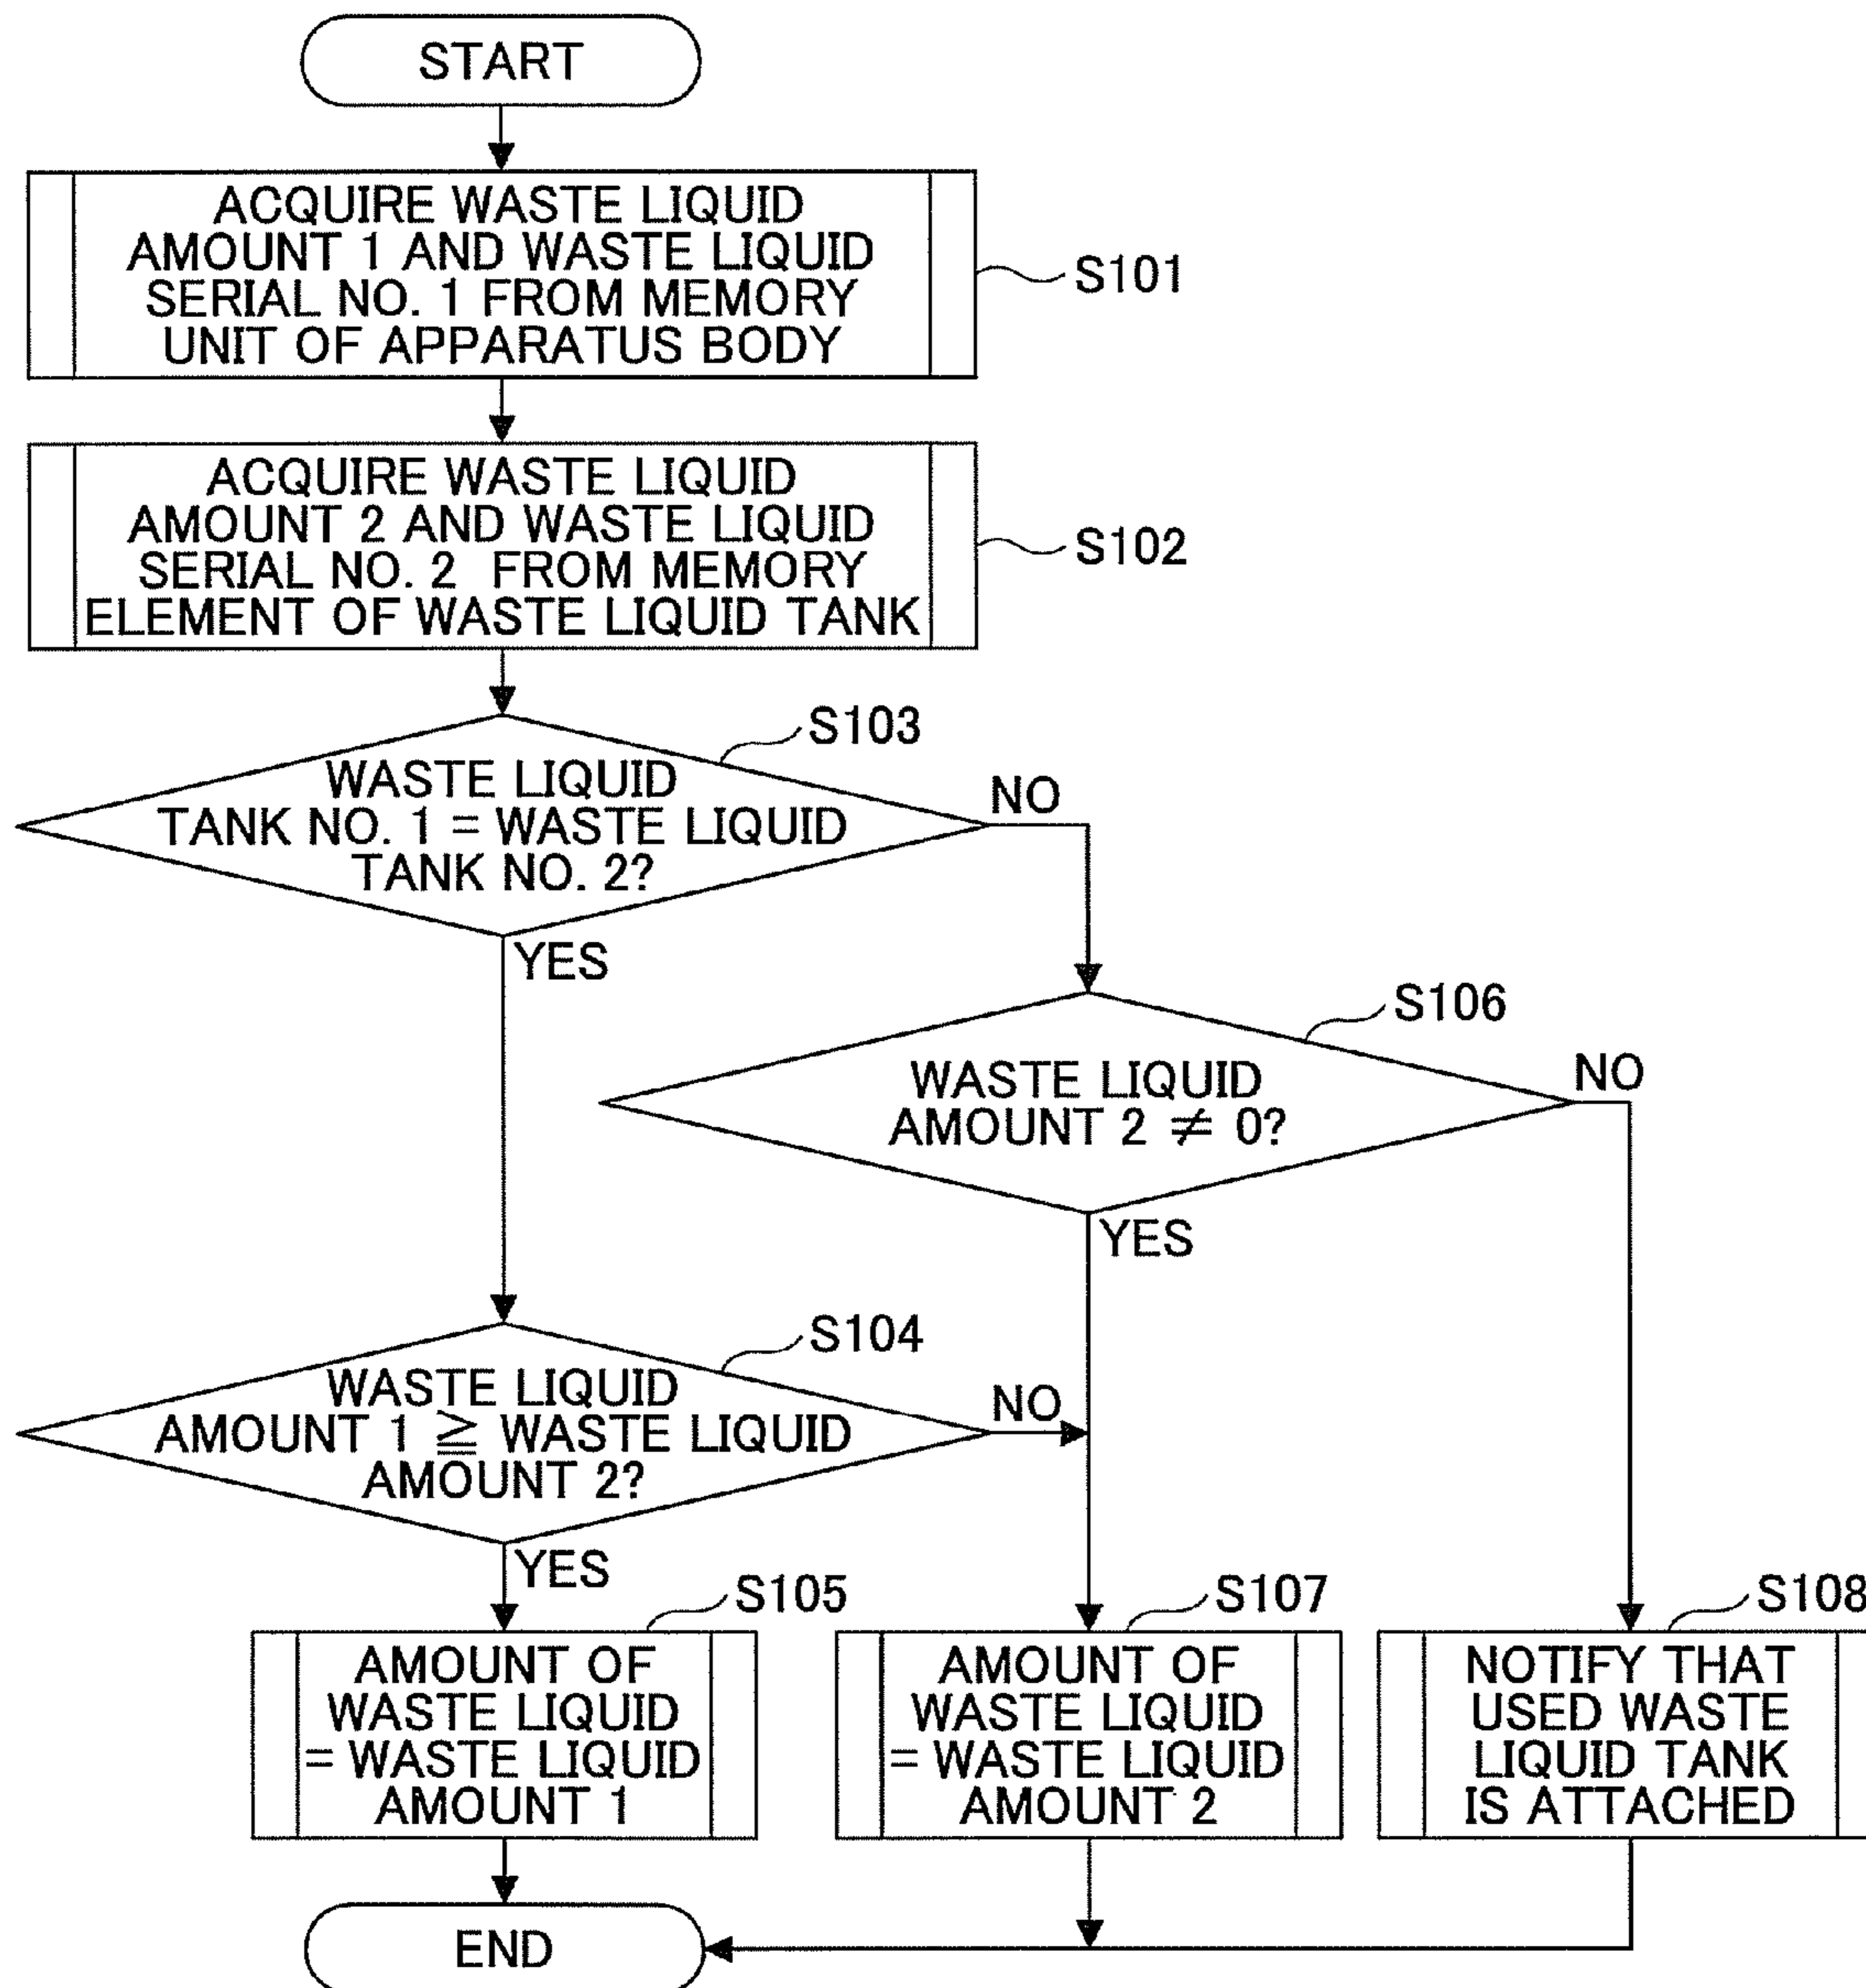 START
ACQUIRE WASTE LIQUID
AMOUNT 1 AND WASTE LIQUID
SERIAL NO. 1 FROM MEMORY
UNIT OF APPARATUS BODY
S101
ACQUIRE WASTE LIQUID
AMOUNT 2 AND WASTE LIQUID
SERIAL NO. 2 FROM MEMORY
ELEMENT OF WASTE LIQUID TANK
S102
S103
WASTE LIQUID
TANK NO. 1 = WASTE LIQUID
TANK NO. 2?
NO
YES
S106
WASTE LIQUID
AMOUNT 2 ≠ 0?
NO
YES
S104
WASTE LIQUID
AMOUNT 1 ≧ WASTE LIQUID
AMOUNT 2?
NO
YES
S105
AMOUNT OF
WASTE LIQUID
= WASTE LIQUID
AMOUNT 1
S107
AMOUNT OF
WASTE LIQUID
= WASTE LIQUID
AMOUNT 2
S108
NOTIFY THAT
USED WASTE
LIQUID TANK
IS ATTACHED
END